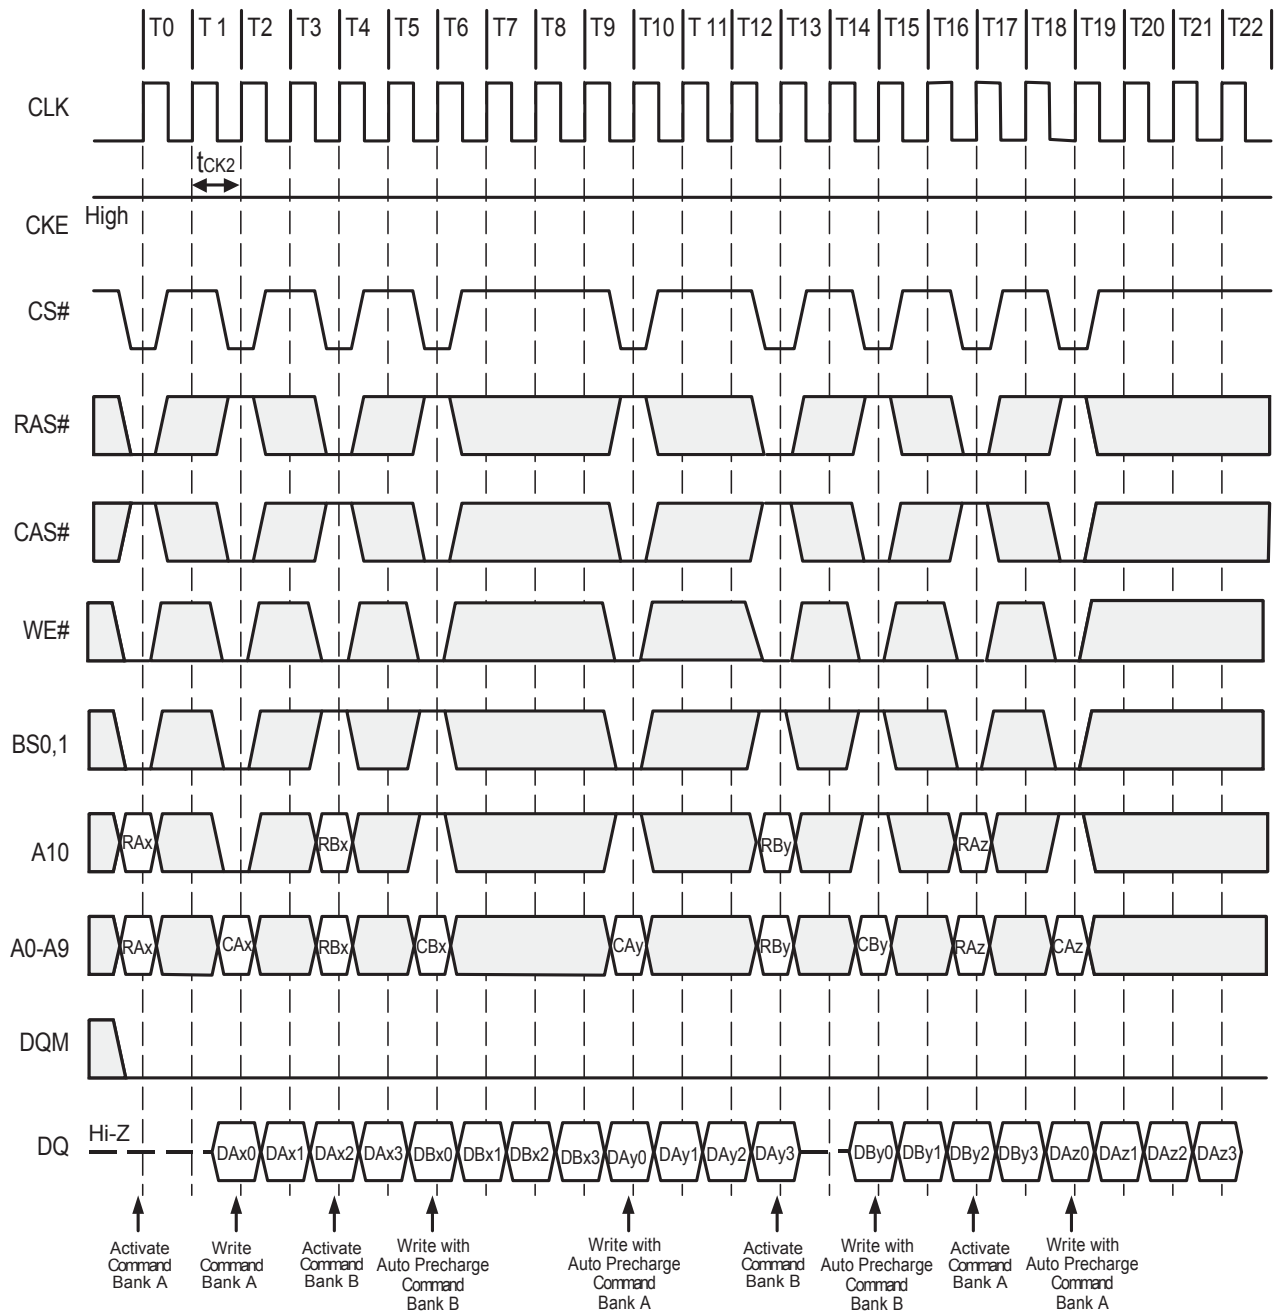 T0 T 1 T2 T3 T4 T5 T6 T7 T8 T9 T10 T 11 T12 T13 T14 T15 T16 T17 T18 T19 T20 T21 T22
CLK
tCK2
High
CKE
CS#
RAS#
CAS#
WE#
BS0,1
A10 RAx RBx RBy RAz
A0-A9 RAx CAx RBx CBx CAy RBy CBy RAz CAz
DQM
Hi-Z
DQ DAx0 DAx1 DAx2 DAx3 DBx0 DBx1 DBx2 DBx3 DAy0 DAy1 DAy2 DAy3 DBy0 DBy1 DBy2 DBy3 DAz0 DAz1 DAz2 DAz3
Activate
Command
Bank A
Write
Command
Bank A
Activate
Command
Bank B
Write with
Auto Precharge
Command
Bank B
Write with
Auto Precharge
Command
Bank A
Activate
Command
Bank B
Write with
Auto Precharge
Command
Bank B
Activate
Command
Bank A
Write with
Auto Precharge
Command
Bank A